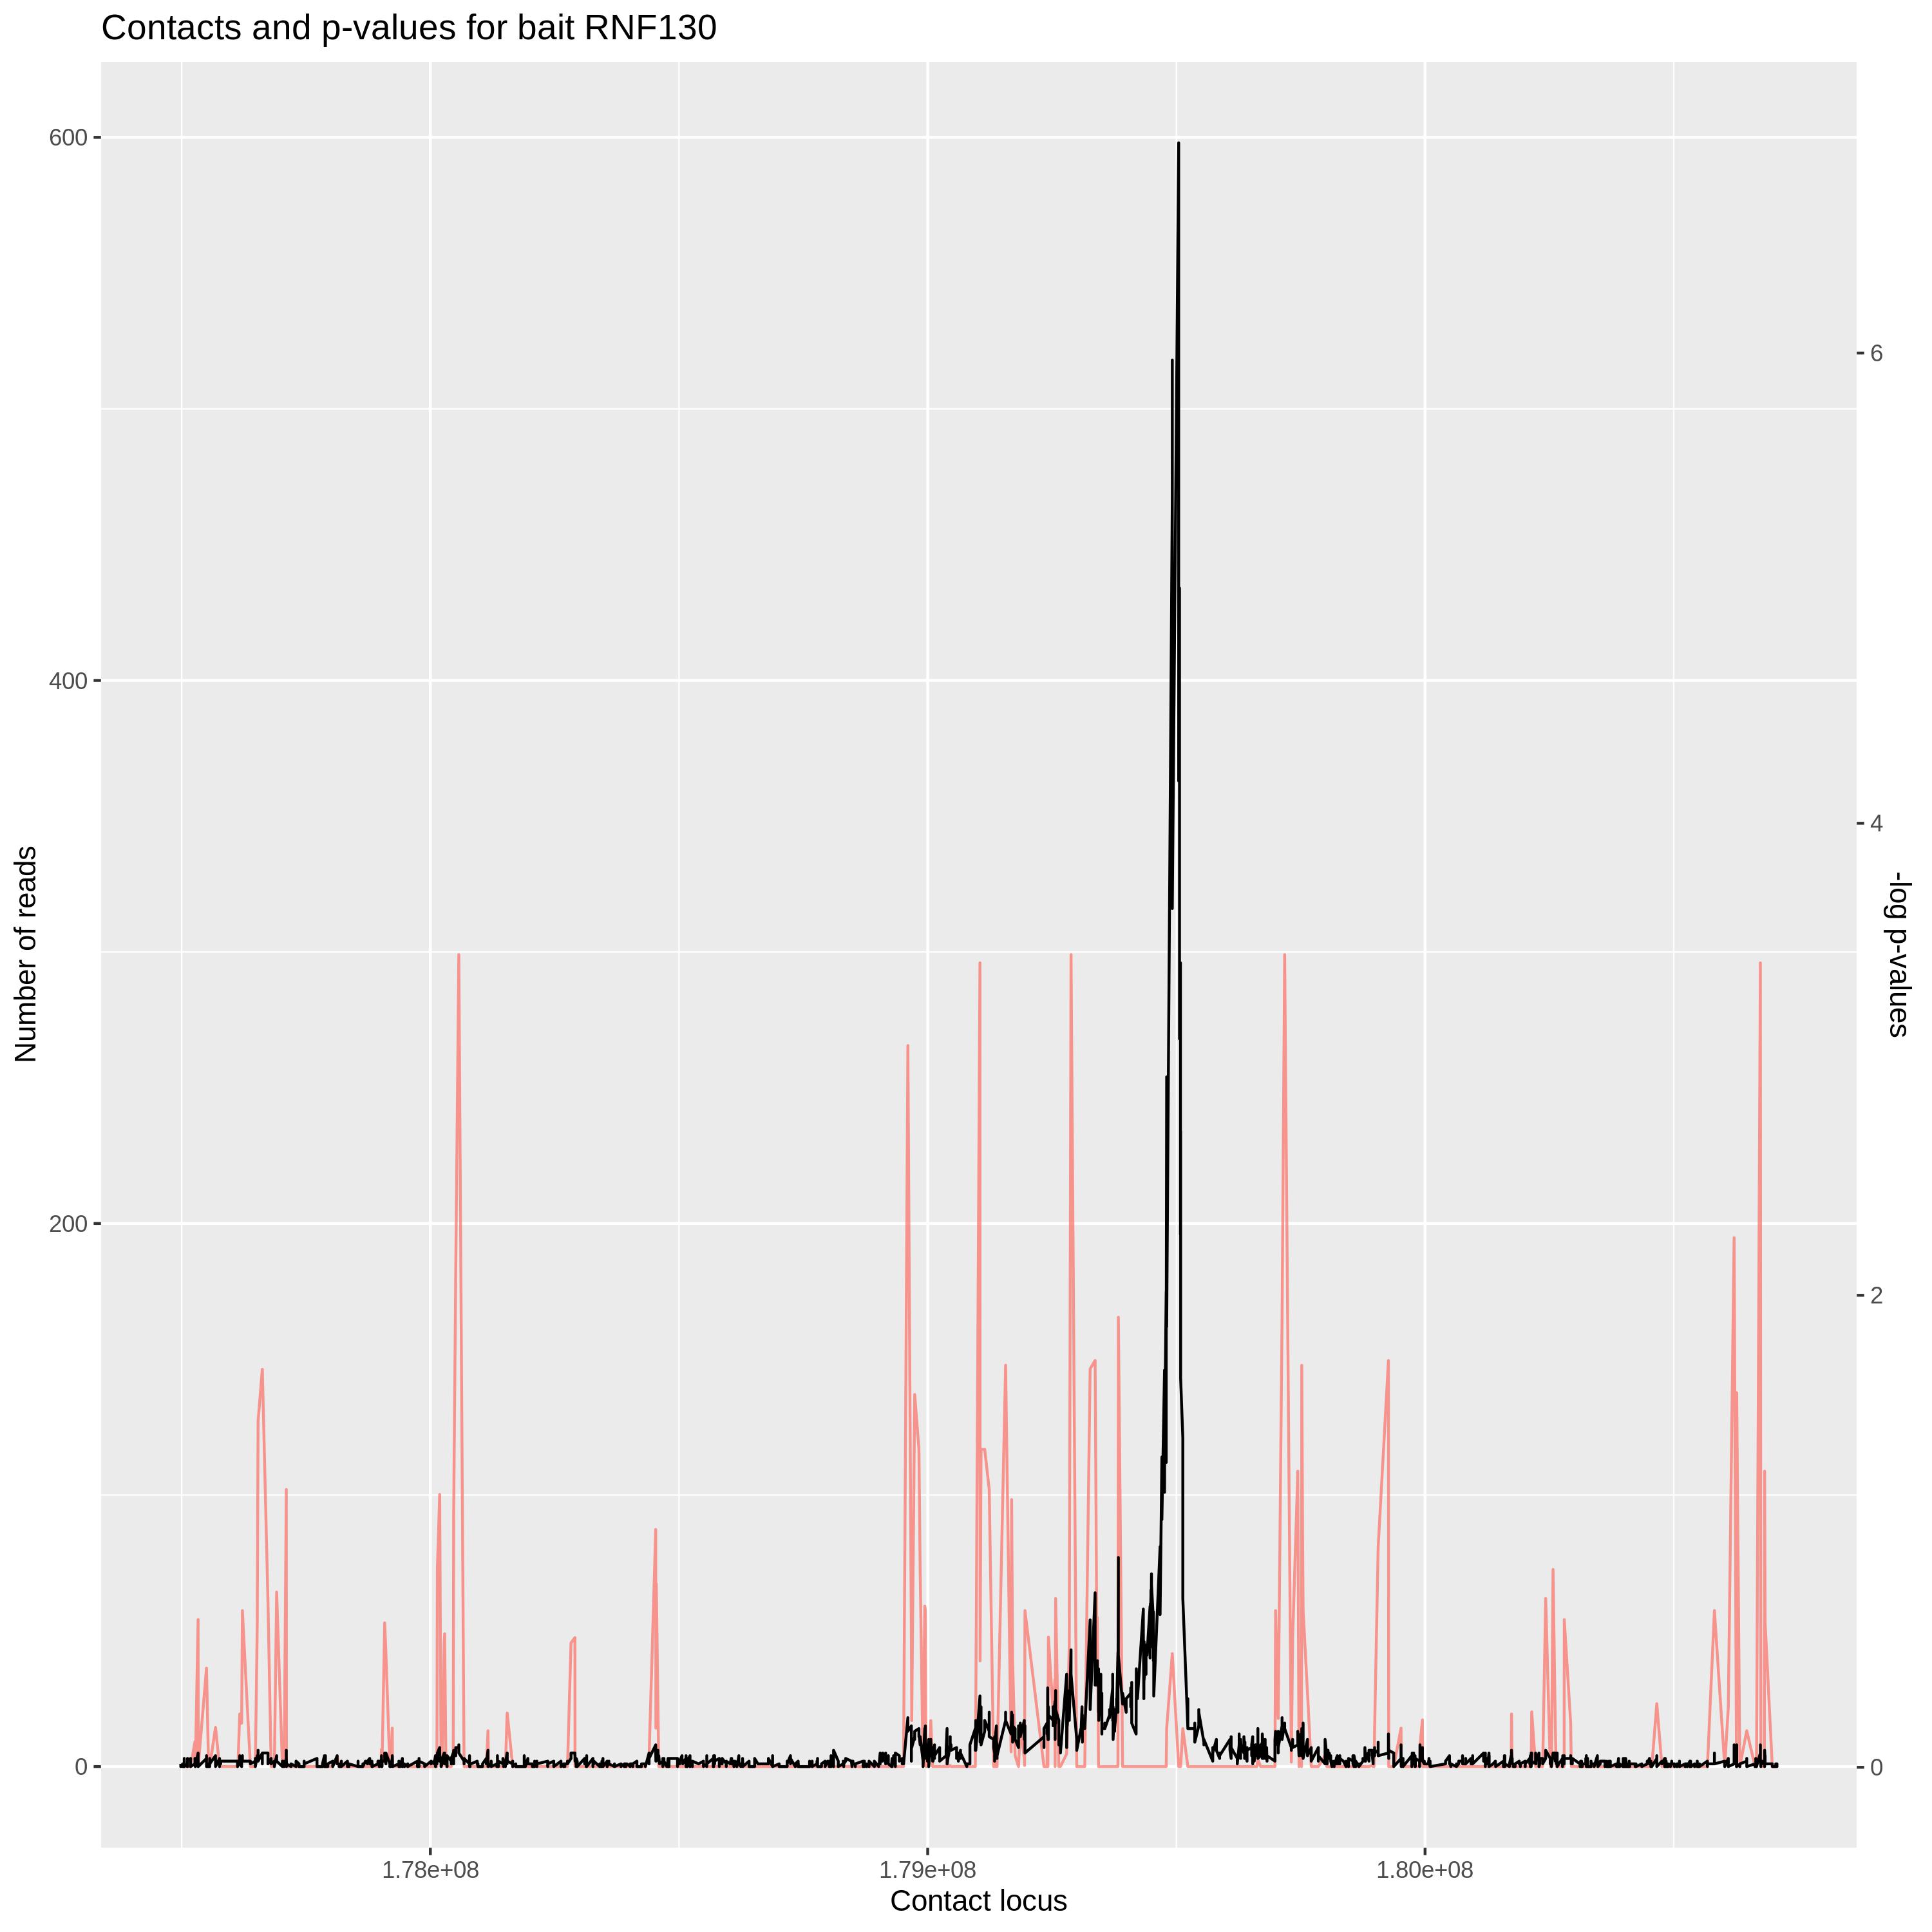 Contacts and p-values for bait RNF130
600
400
200
0
Number of reads
6
4
2
0
-log p-values
1.78e+08
1.79e+08
1.80e+08
Contact locus